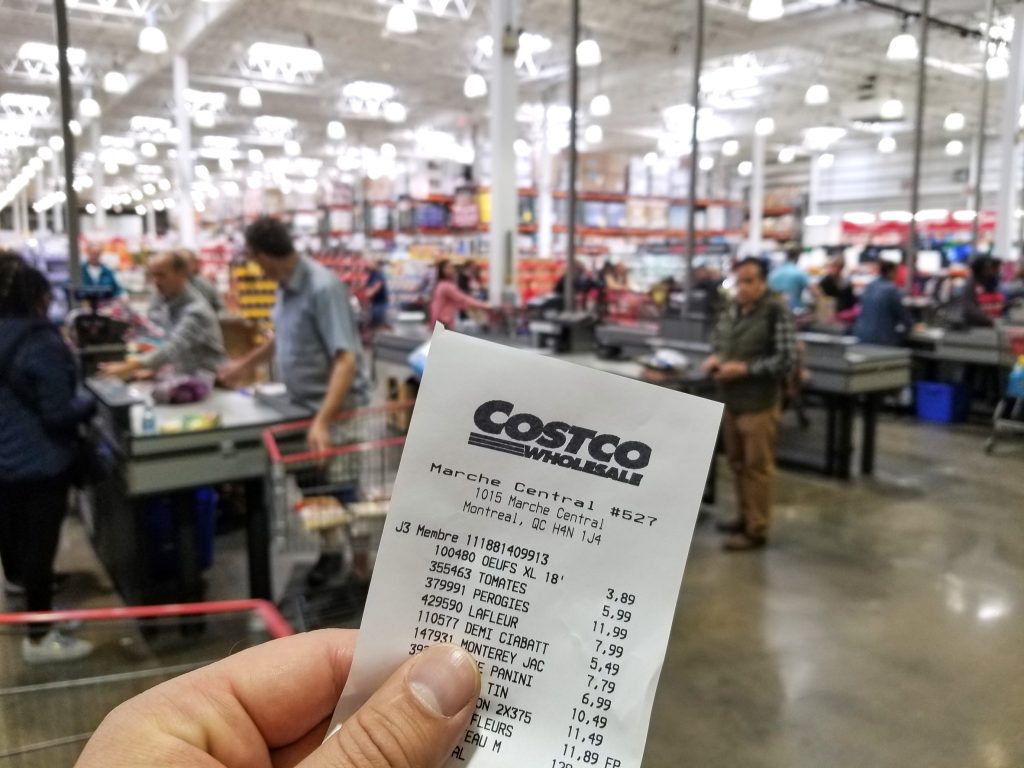 COSTCO
WHOLESALE
Marche Central #527
1015 Marche Central
Montreal, QC H4N 1J4
J3 Membre 111881409913
100480 OEUFS XL 18' 3,89
355463 TOMATES 5,99
379991 PEROGIES 11,99
429590 LAFLEUR 7,99
110577 DEMI CIABATT 5,49
147931 MONTEREY JAC 7,79
PANINI 6,99
TIN 10,49
2X375 11,49
FLEURS 11,89
EAU M